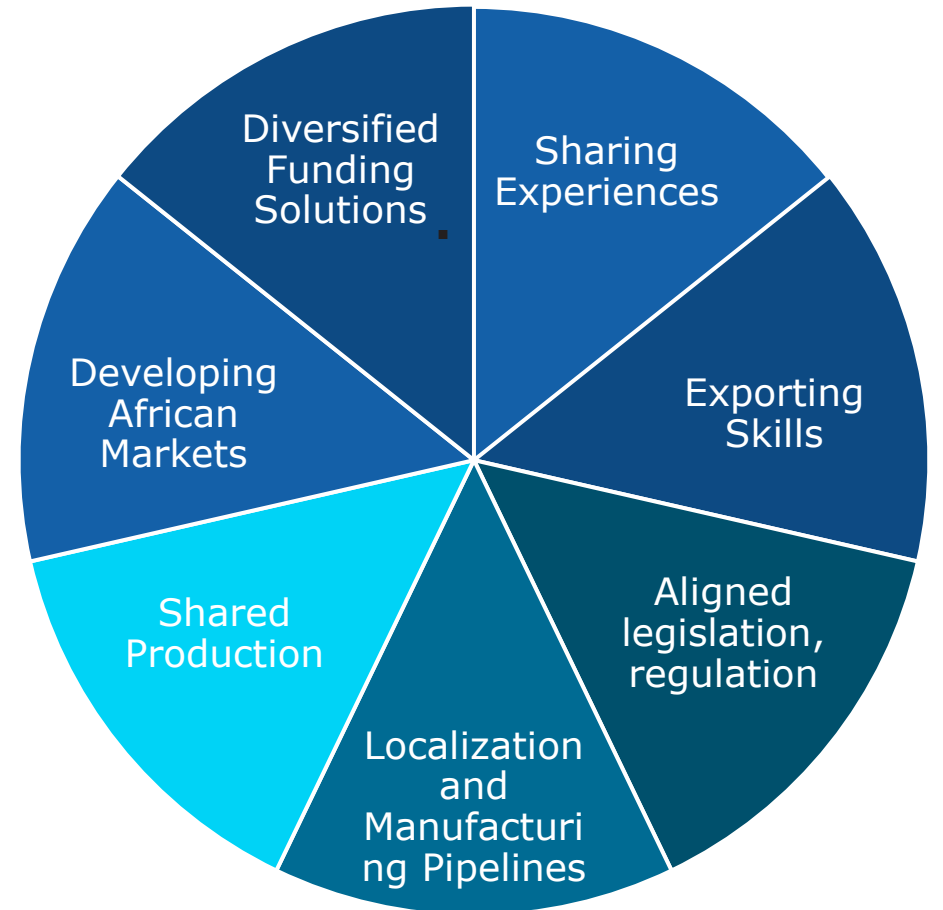 Diversified
Funding
Solutions
Sharing
Experiences
Developing
African
Markets
Exporting
Skills
Shared
Production
Aligned
legislation,
regulation
Localization
and
Manufacturi
ng Pipelines